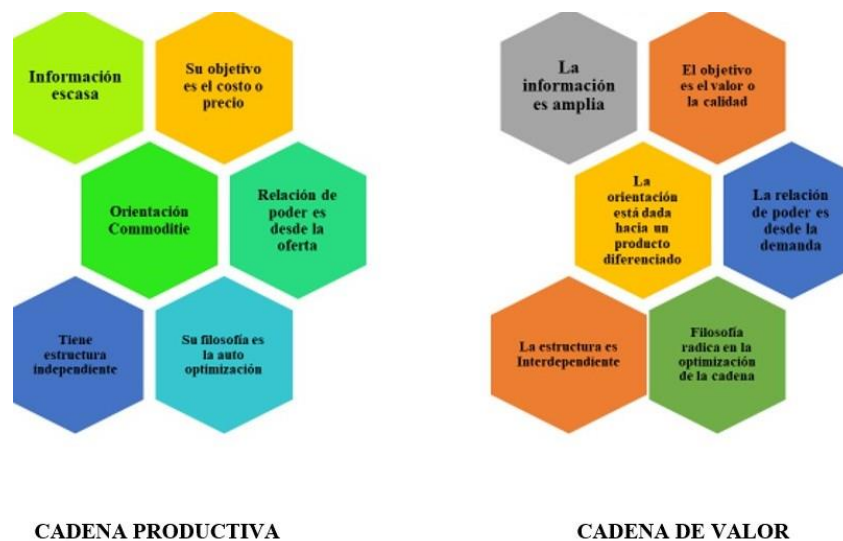 Información
escasa
Su objetivo
es el costo o
precio
Orientación
Commoditie
Relación de
poder es
desde la
oferta
Tiene
estructura
independiente
Su filosofía es
la auto
optimización
CADENA PRODUCTIVA
La
información
es amplia
El objetivo
es el valor o
la calidad
La
orientación
está dada
hacia un
producto
diferenciado
La relación
de poder es
desde la
demanda
La estructura es
Interdependiente
Filosofía
radica en la
optimización
de la cadena
CADENA DE VALOR